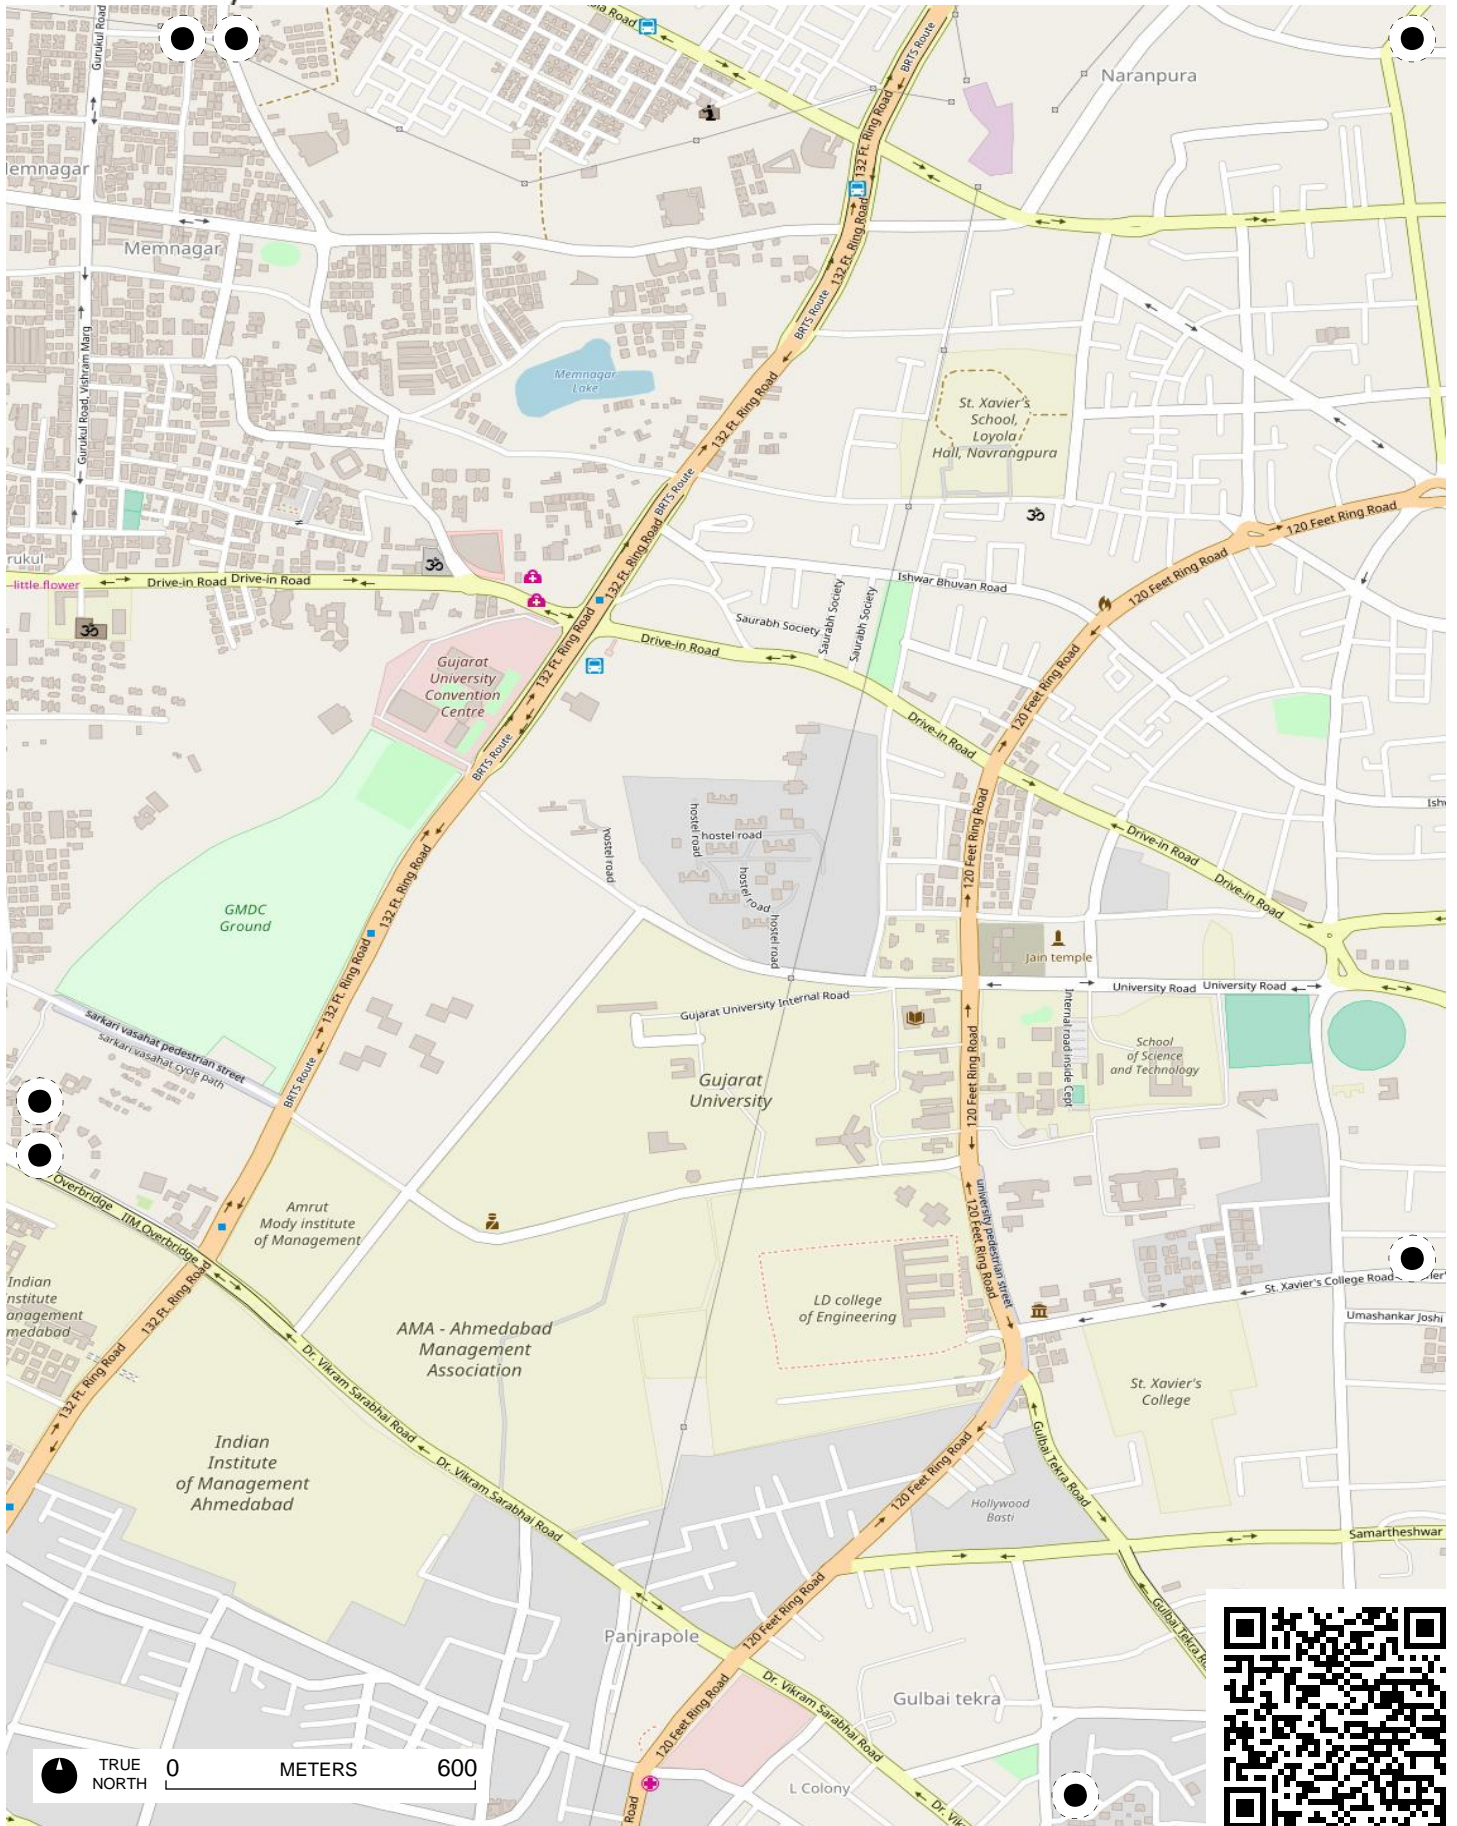 Road
BRTS Route
Gurukul Road
Naranpura
132 Ft. Ring Road
Memnagar
132 Ft. Ring Road
132 Ft. Ring Road
BRTS Route
Gurukul Road, Vishram Marg
Memnagar
Lake
132 Ft. Ring Road
St. Xavier's
School,
Loyola
Hall, Navrangpura
BRTS Route
120 Feet Ring Road
132 Ft. Ring Road
120 Feet Ring Road
little flower
Drive-in Road
Drive-in Road
Ishwar Bhuvan Road
Saurabh Society
Saurabh Society
Saurabh Society
Drive-in Road
132 Ft. Ring Road
Gujarat
University
Convention
Centre
120 Feet Ring Road
Drive-in Road
BRTS Route
120 Feet Ring Road
Drive-in Road
Drive-in Road
hostel road
hostel road
hostel road
hostel road
hostel road
132 Ft. Ring Road
GMDC
Ground
Jain temple
132 Ft. Ring Road
University Road
University Road
Gujarat University Internal Road
sarkari vasahat pedestrian street
sarkari vasahat cycle path
Internal road inside Cept
School
of Science
and Technology
120 Feet Ring Road
BRTS Route
Gujarat
University
Overbridge
IIM Overbridge
Amrut
Mody institute
of Management
university pedestrian street
120 Feet Ring Road
Indian
132 Ft. Ring Road
LD college
of Engineering
St. Xavier's College Road
Umashankar Joshi
AMA - Ahmedabad
Management
Association
Dr. Vikram Sarabhai Road
132 Ft. Ring Road
St. Xavier's
College
Gulbai Tekra Road
Indian
Institute
of Management
Ahmedabad
Dr. Vikram Sarabhai Road
120 Feet Ring Road
Hollywood
Basti
Samartheshwar
120 Feet Ring Road
Gulbai Tekra
Panjrapole
Dr. Vikram Sarabhai Road
Gulbai tekra
120 Feet Ring Road
TRUE
NORTH
0 METERS 600
L Colony
Road
Dr. Vik